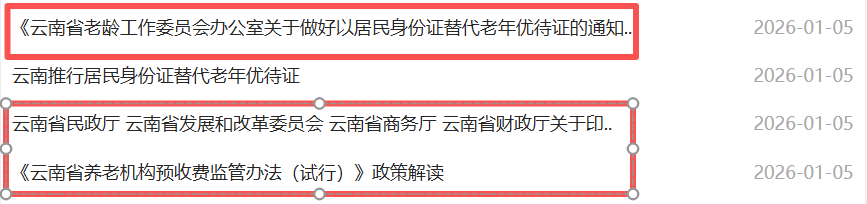 《云南省老龄工作委员会办公室关于做好以居民身份证替代老年优待证的通知.. 2026-01-05
云南推行居民身份证替代老年优待证 2026-01-05
云南省民政厅 云南省发展和改革委员会 云南省商务厅 云南省财政厅关于印.. 2026-01-05
《云南省养老机构预收费监管办法（试行）》政策解读 2026-01-05